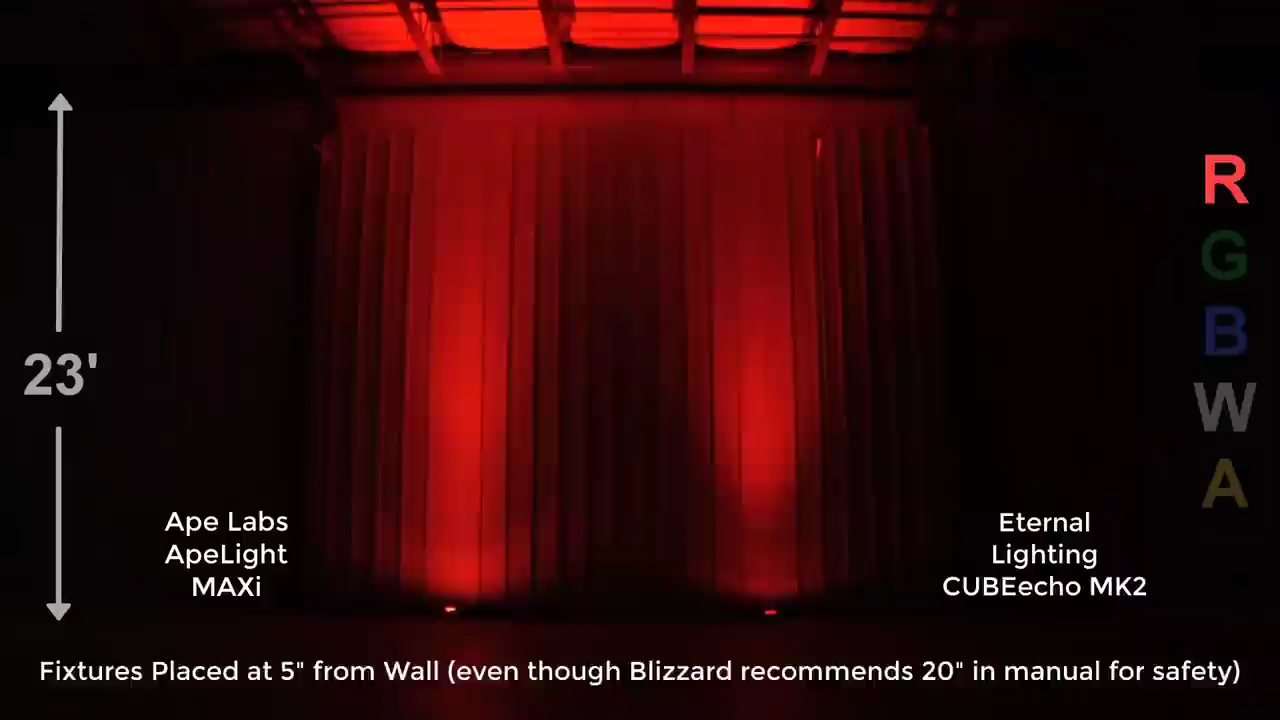 23'
R
G
B
W
A
Ape Labs
ApeLight
MAXi
Eternal
Lighting
CUBEecho MK2
Fixtures Placed at 5" from Wall (even though Blizzard recommends 20" in manual for safety)